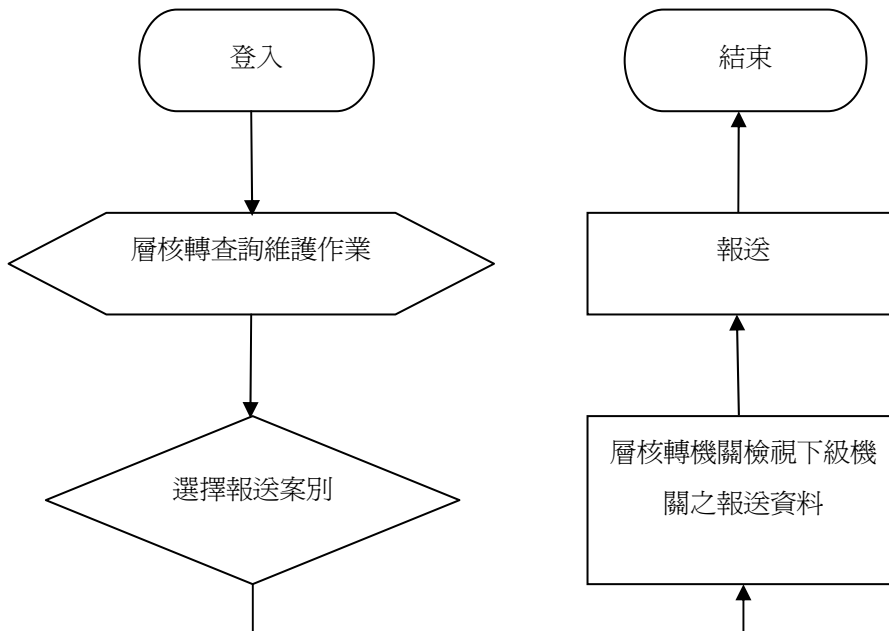 登入
層核轉查詢維護作業
選擇報送案別
結束
報送
層核轉機關檢視下級機
關之報送資料